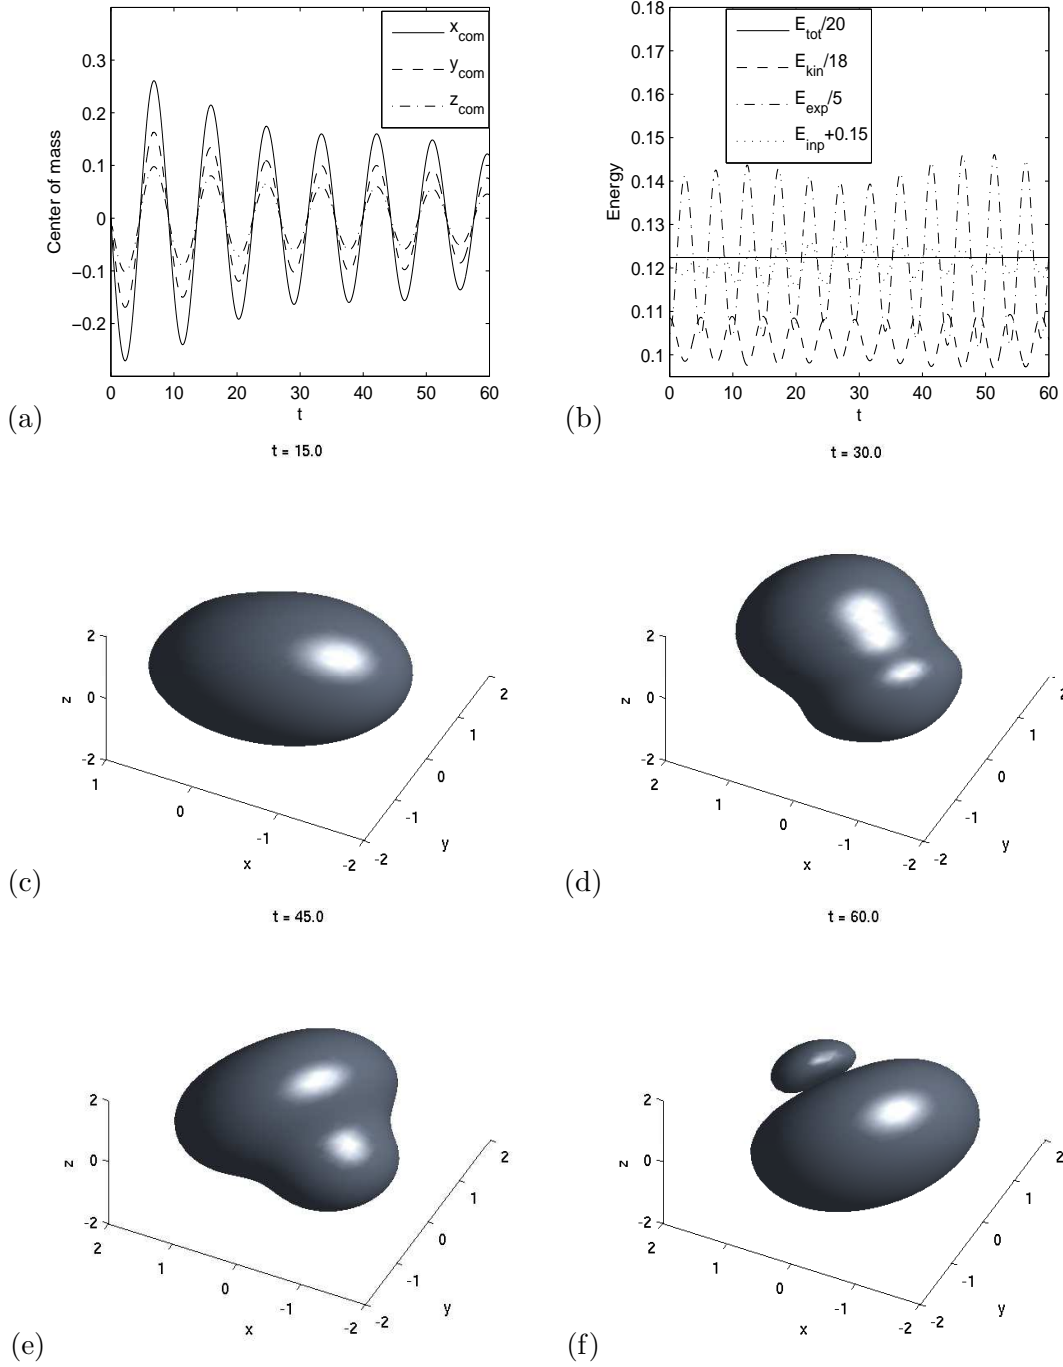 0.3
0.2
0.1
0
−0.1
−0.2
Center of mass
x_com
y_com
z_com
0 10 20 30 40 50 60
t
(a)
0.18
0.17
0.16
0.15
0.14
0.13
0.12
0.11
0.1
Energy
E_tot/20
E_kin/18
E_exp/5
E_inp+0.15
0 10 20 30 40 50 60
t
(b)
t = 15.0
2
0
-2
z
1
0
-1
-2
x
-2
-1
0
1
2
y
(c)
t = 30.0
2
0
-2
z
2
1
0
-1
-2
x
-2
-1
0
1
2
y
(d)
t = 45.0
2
0
-2
z
2
1
0
-1
-2
x
-2
-1
0
1
2
y
(e)
t = 60.0
2
0
-2
z
2
1
0
-1
-2
x
-2
-1
0
1
2
y
(f)